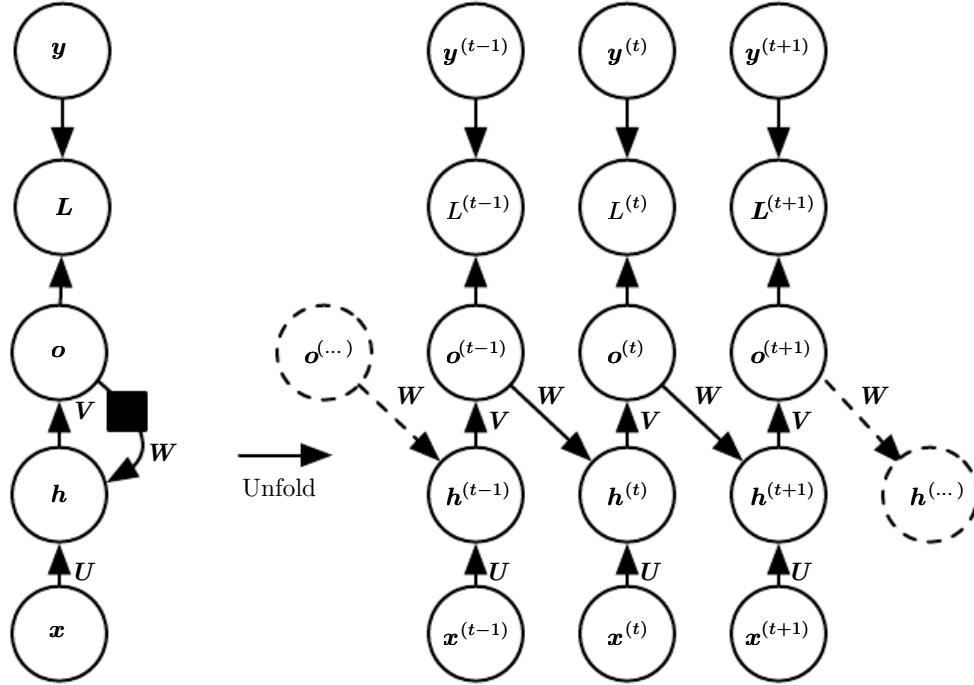 y y^(t−1) y^(t) y^(t+1)
L L^(t−1) L^(t) L^(t+1)
o o^(...) o^(t−1) o^(t) o^(t+1)
W W W W
V V V V
W
h h^(t−1) h^(t) h^(t+1) h^(...)
Unfold
U U U U
x x^(t−1) x^(t) x^(t+1)